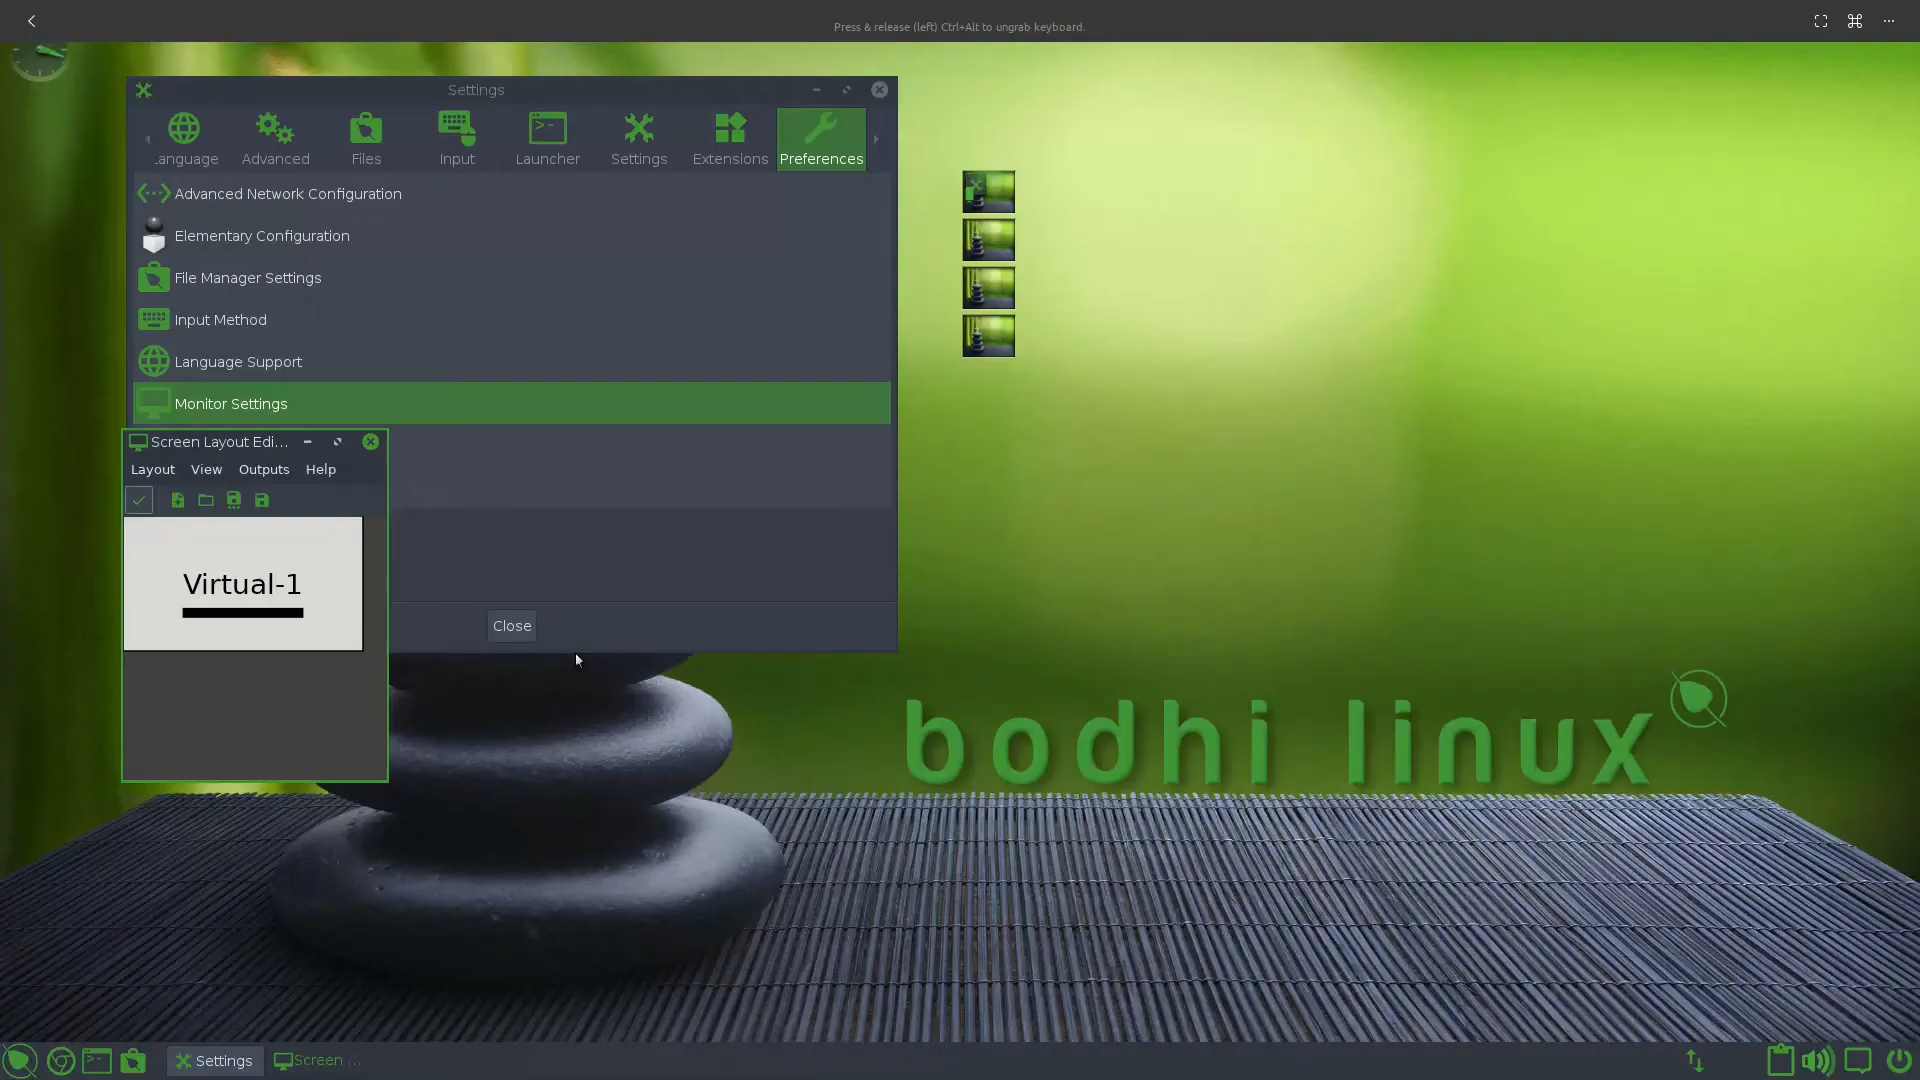 Press & release (left) Ctrl+Alt to ungrab keyboard.
Settings
.anguage Advanced Files Input Launcher Settings Extensions Preferences
Advanced Network Configuration
Elementary Configuration
File Manager Settings
Input Method
Language Support
Monitor Settings
Screen Layout Edi...
Layout View Outputs Help
Virtual-1
Close
bodhi linux
Settings Screen ...